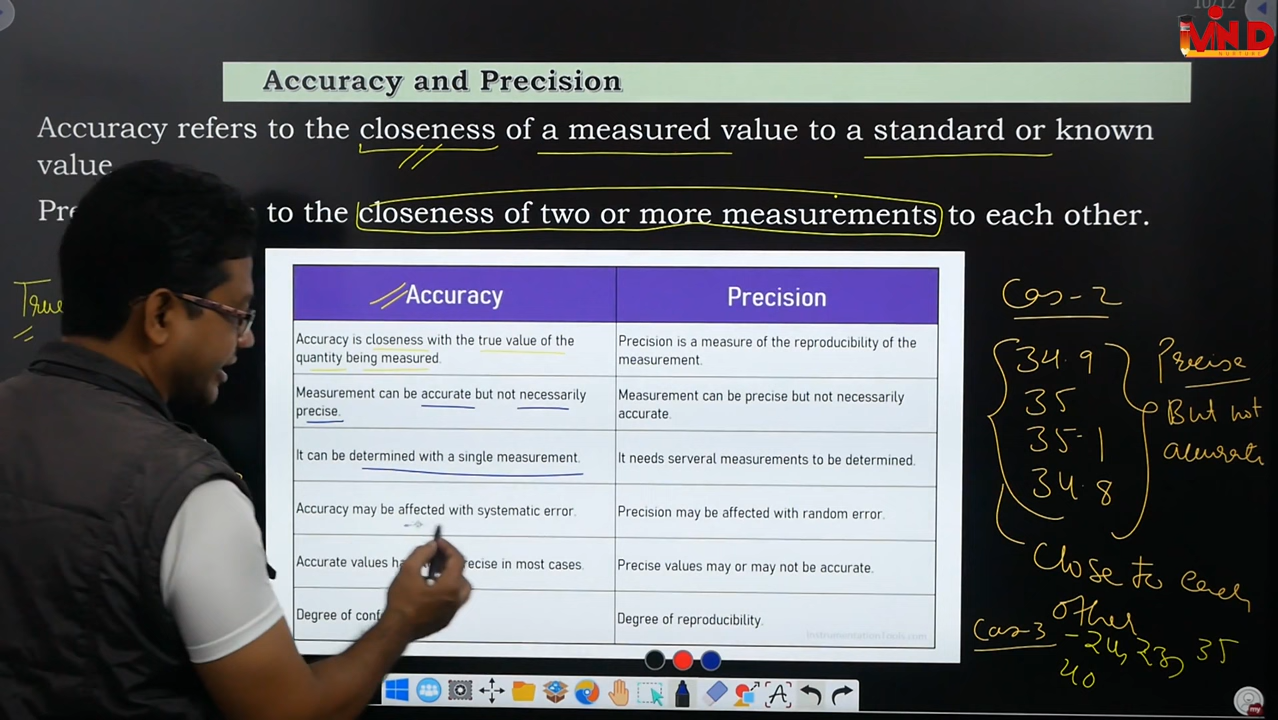 10/12
MIND
NURTURE
Accuracy and Precision
Accuracy refers to the closeness of a measured value to a standard or known
value.
to the closeness of two or more measurements to each other.
True
Accuracy
Precision
Accuracy is closeness with the true value of the
quantity being measured.
Precision is a measure of the reproducibility of the
measurement.
Measurement can be accurate but not necessarily
precise.
Measurement can be precise but not necessarily
accurate.
It can be determined with a single measurement.
It needs serveral measurements to be determined.
Accuracy may be affected with systematic error.
Precision may be affected with random error.
Accurate values precise in most cases.
Precise values may or may not be accurate.
Degree of
Degree of reproducibility.
InstrumentationTools.com
Cas-2
34.9
35
35.1
34.8
Precise
But not
accurate
Close to each
other
Cas-3 - 24, 23, 35
40